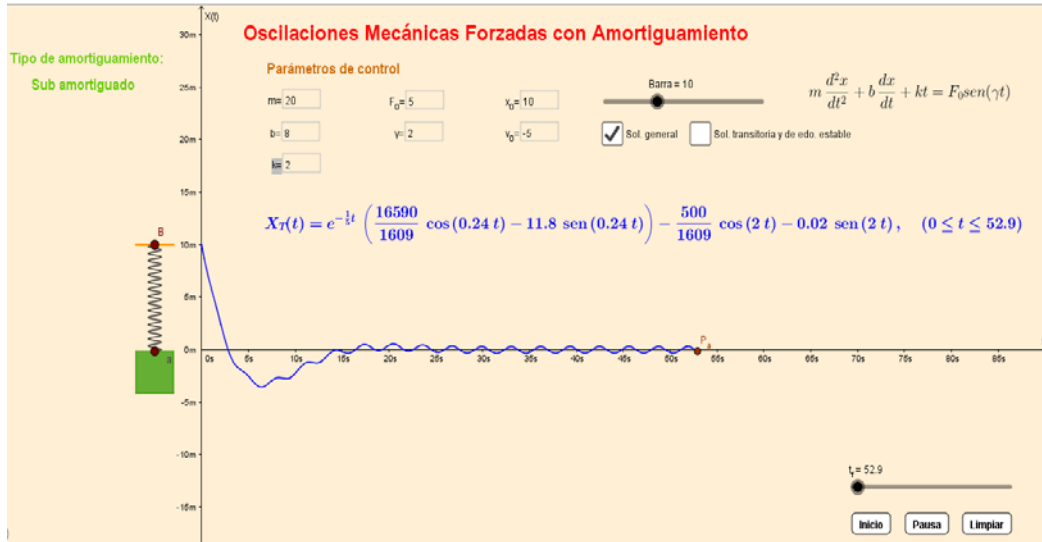 X(t)
Oscilaciones Mecánicas Forzadas con Amortiguamiento
Tipo de amortiguamiento:
Sub amortiguado
Parámetros de control
m= 20
F₀= 5
x₀= 10
b= 8
γ= 2
v₀= -5
k= 2
Barra = 10
Sol. general
Sol. transitoria y de edo. estable
m d²x/dt² + b dx/dt + kt = F₀sen(γt)
X_T(t) = e^{-1/5 t} (16590/1609 cos (0.24 t) − 11.8 sen (0.24 t)) − 500/1609 cos (2 t) − 0.02 sen (2 t) , (0 ≤ t ≤ 52.9)
30m
25m
20m
15m
10m
5m
0m
-5m
-10m
-15m
B
0s 5s 10s 15s 20s 25s 30s 35s 40s 45s 50s 55s 60s 65s 70s 75s 80s 85s
t₁= 52.9
Inicio Pausa Limpiar